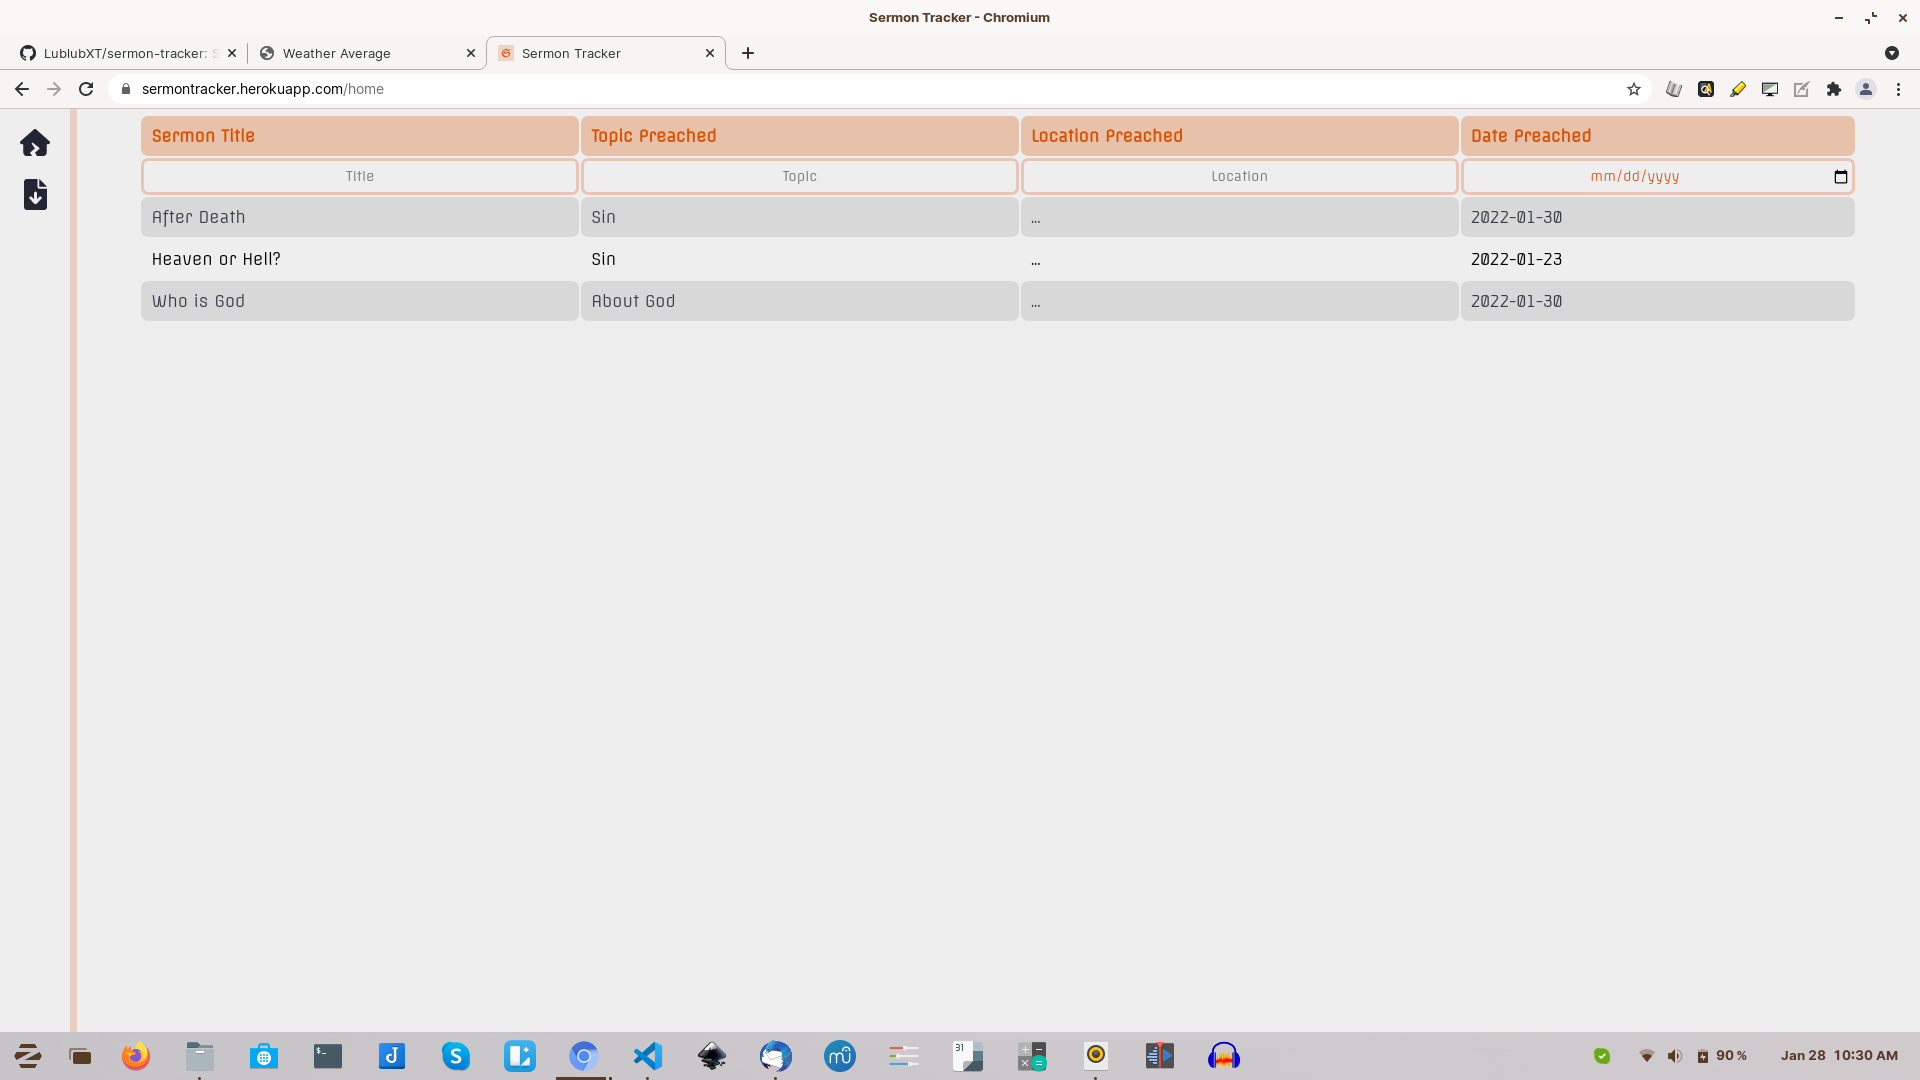 Sermon Tracker - Chromium
LublubXT/sermon-tracker: S
Weather Average
Sermon Tracker
sermontracker.herokuapp.com/home
Sermon Title Topic Preached Location Preached Date Preached
Title Topic Location mm/dd/yyyy
After Death Sin ... 2022-01-30
Heaven or Hell? Sin ... 2022-01-23
Who is God About God ... 2022-01-30
31
90 %
Jan 28 10:30 AM